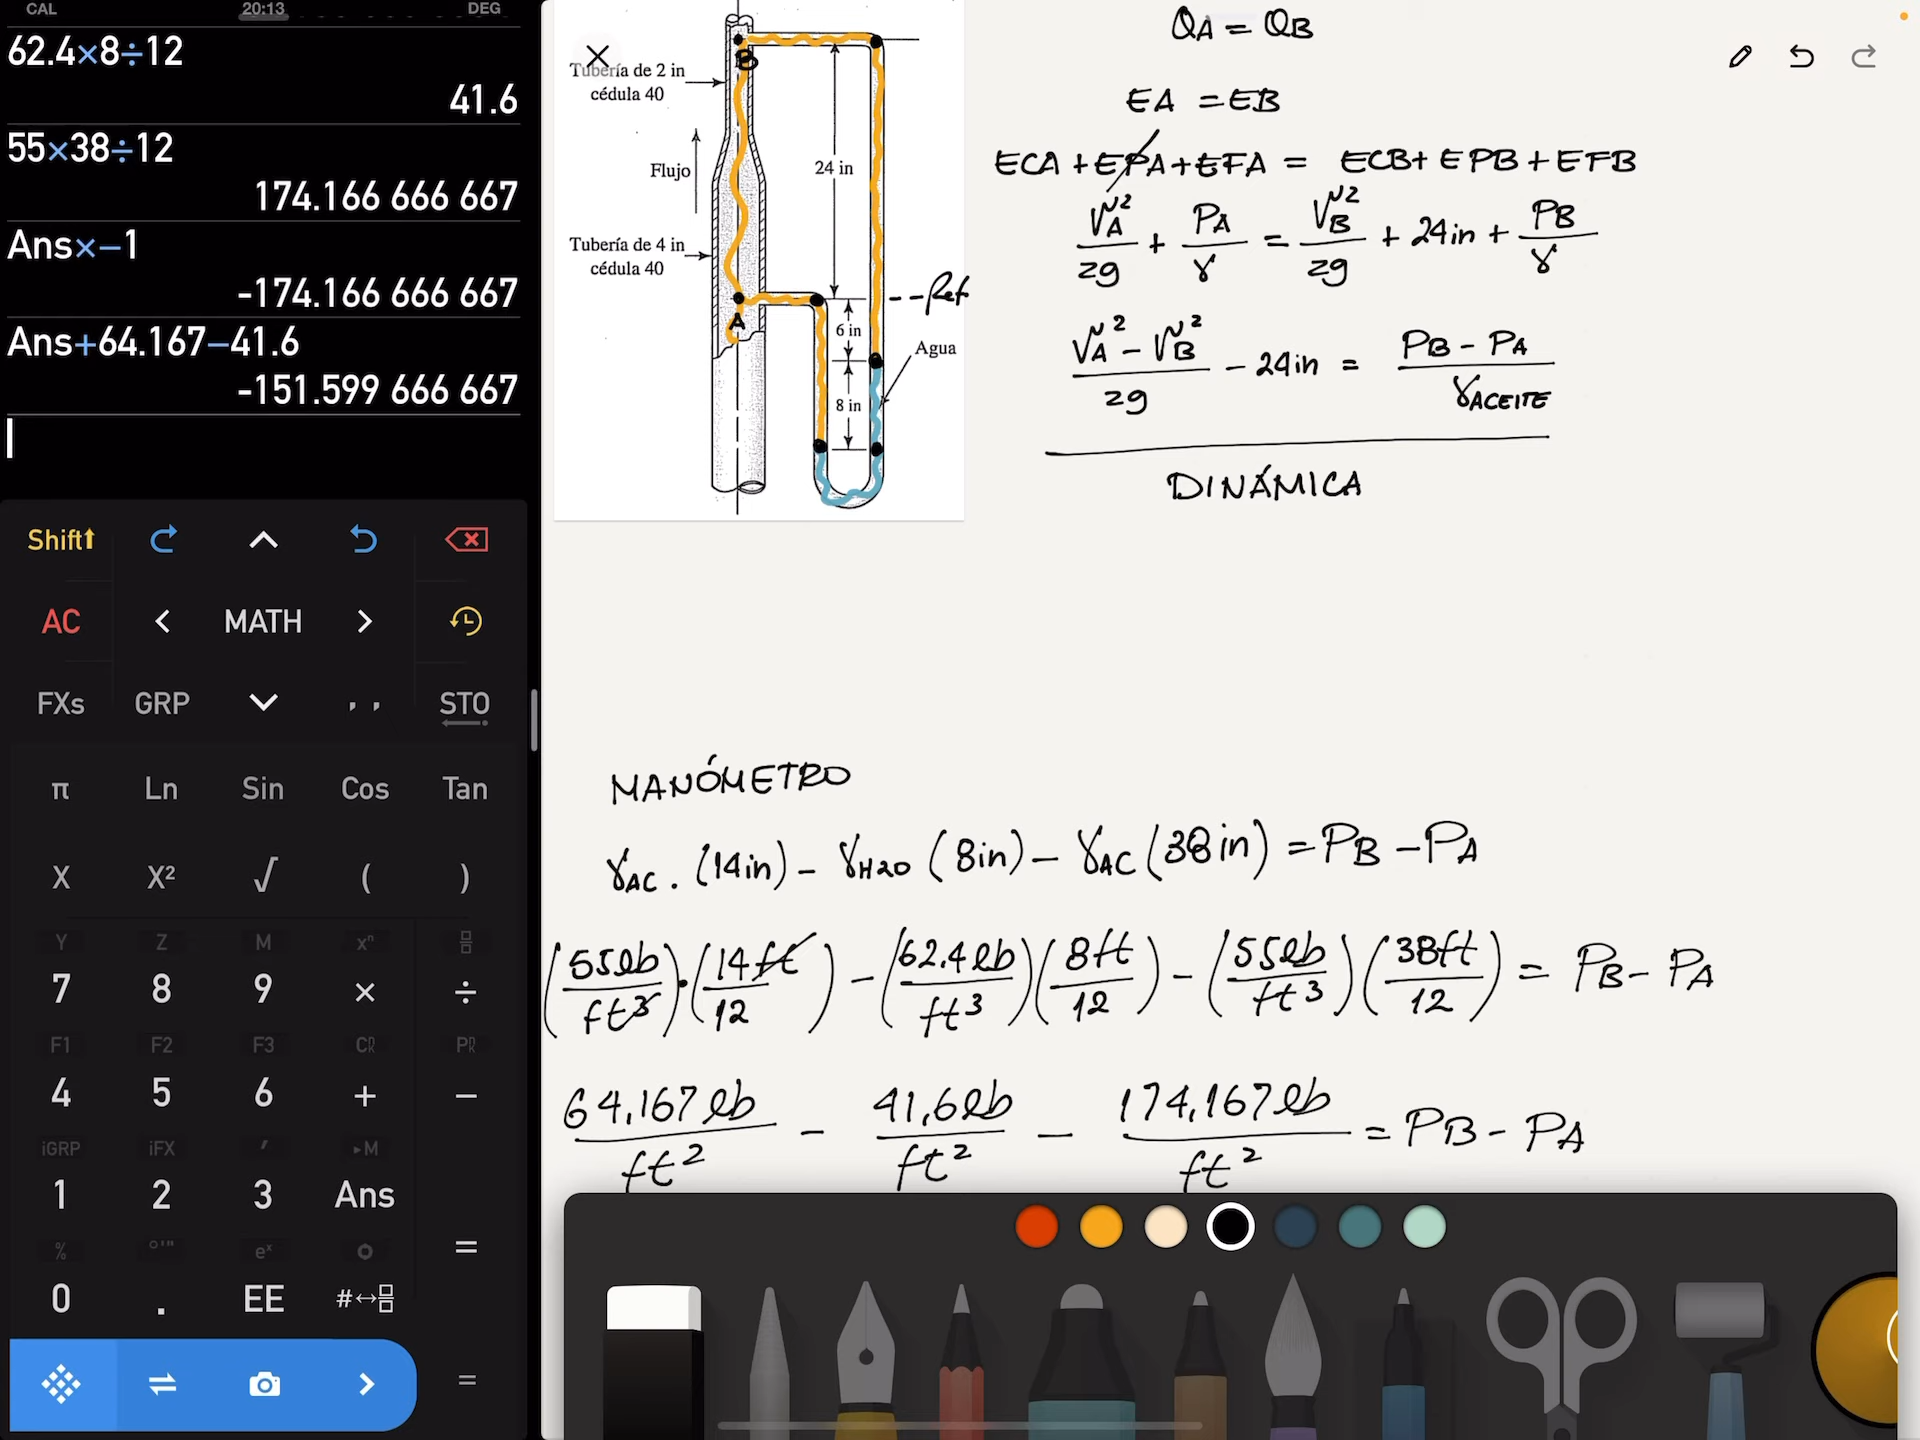 CAL 20:13 DEG
62.4×8÷12
41.6
55×38÷12
174.166 666 667
Ans×−1
-174.166 666 667
Ans+64.167−41.6
-151.599 666 667
Shift
AC MATH
FXs GRP , , STO
π Ln Sin Cos Tan
X X² √ ( )
Y Z M xⁿ
7 8 9 × ÷
F1 F2 F3 CR PR
4 5 6 + −
iGRP iFX ′ ▸M
1 2 3 Ans
% °′″ eˣ
0 . EE #↔ =
=
Tubería de 2 in
cédula 40
B
Flujo
24 in
Tubería de 4 in
cédula 40
A
6 in
Agua
8 in
--Ref
QA = QB
EA = EB
ECA + EPA + EFA = ECB + EPB + EFB
VA²/2g + PA/γ = VB²/2g + 24in + PB/γ
VA² − VB²/2g − 24in = PB − PA/γACEITE
DINÁMICA
MANÓMETRO
γAC . (14in) − γH2O (8in) − γAC (38in) = PB − PA
(55lb/ft³)·(14ft/12) − (62.4lb/ft³)(8ft/12) − (55lb/ft³)(38ft/12) = PB − PA
64,167lb/ft² − 41,6lb/ft² − 174,167lb/ft² = PB − PA